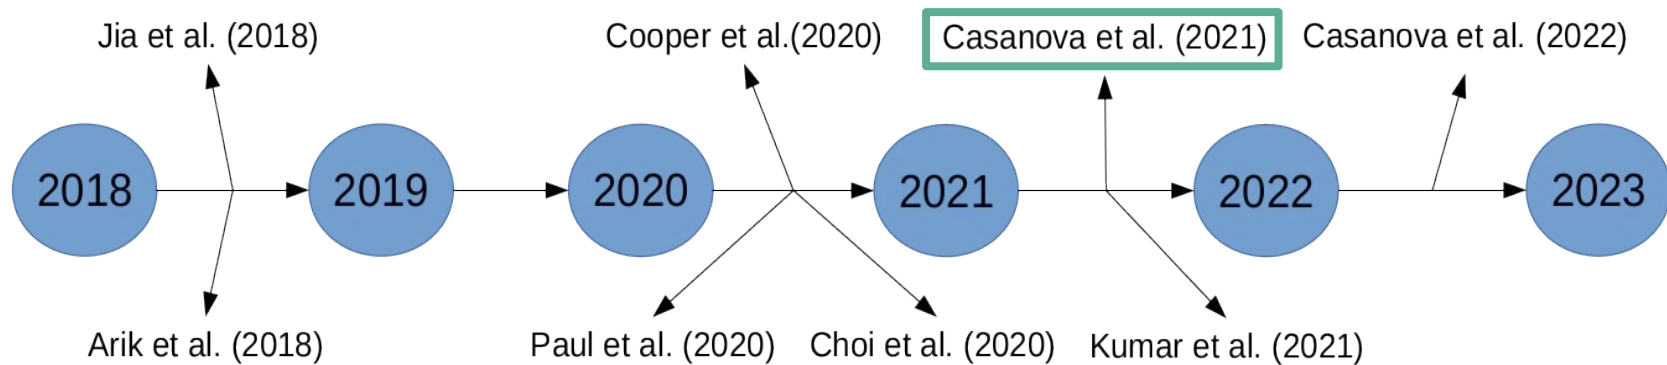 Jia et al. (2018)
Cooper et al.(2020)
Casanova et al. (2021)
Casanova et al. (2022)
2018
2019
2020
2021
2022
2023
Arik et al. (2018)
Paul et al. (2020)
Choi et al. (2020)
Kumar et al. (2021)